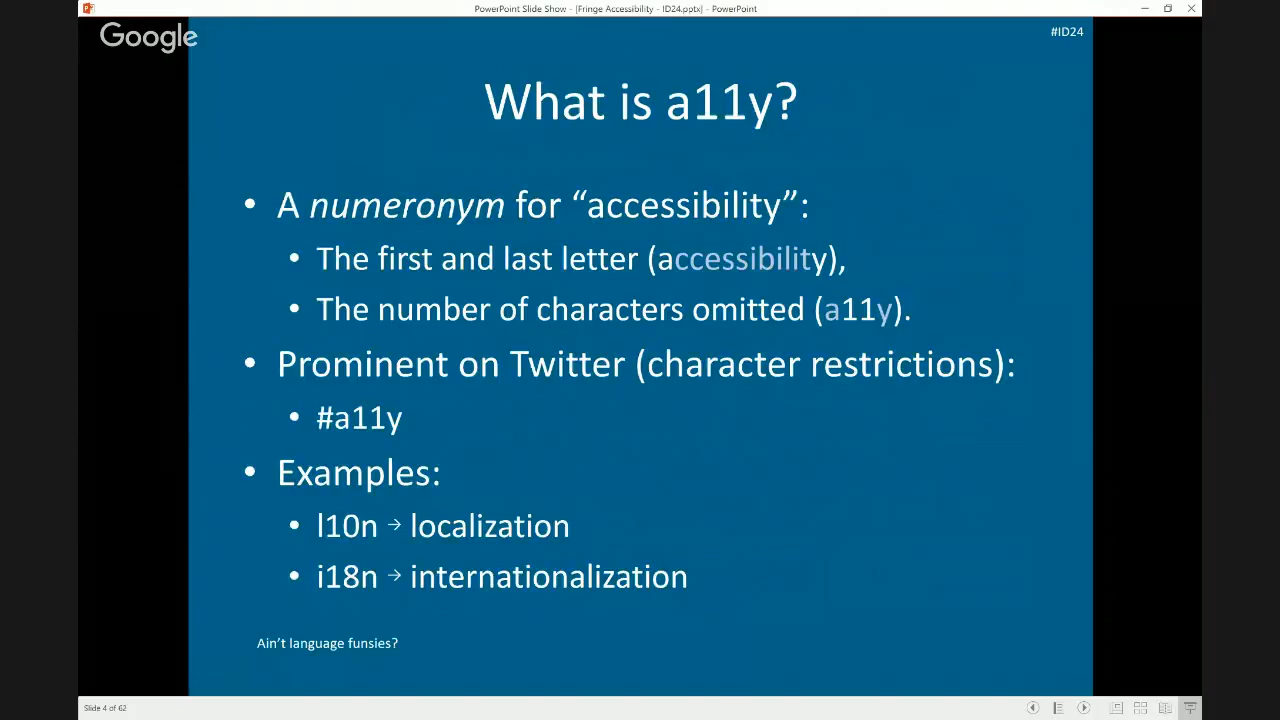 PowerPoint Slide Show - [Fringe Accessibility - ID24.pptx] - PowerPoint
Google
#ID24
What is a11y?
• A numeronym for “accessibility”:
• The first and last letter (accessibility),
• The number of characters omitted (a11y).
• Prominent on Twitter (character restrictions):
• #a11y
• Examples:
• l10n → localization
• i18n → internationalization
Ain’t language funsies?
Slide 4 of 62